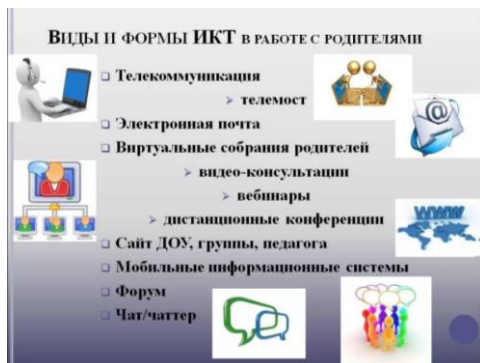 ВИДЫ И ФОРМЫ ИКТ В РАБОТЕ С РОДИТЕЛЯМИ
Телекоммуникация
телемост
Электронная почта
@
Виртуальные собрания родителей
видео-консультации
вебинары
дистанционные конференции
WWW
Сайт ДОУ, группы, педагога
Мобильные информационные системы
Форум
Чат/чаттер